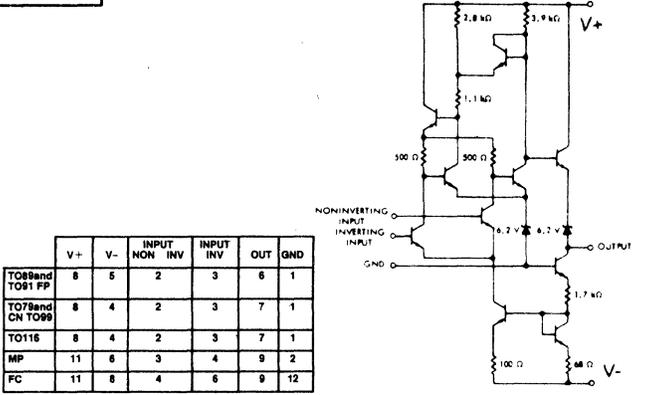 2.8 kΩ
3.9 kΩ
V+
1.1 kΩ
500 Ω
500 Ω
NONINVERTING
INPUT
INVERTING
INPUT
6.2 V
6.2 V
OUTPUT
GND
1.7 kΩ
100 Ω
68 Ω
V-
V+ V- INPUT NON INV INPUT INV OUT GND
TO89and TO91 FP 8 5 2 3 6 1
TO79and CN TO99 8 4 2 3 7 1
TO116 8 4 2 3 7 1
MP 11 6 3 4 9 2
FC 11 8 4 6 9 12